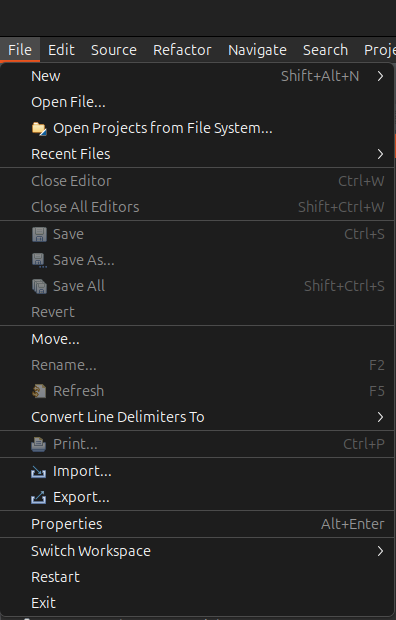 File Edit Source Refactor Navigate Search Proje
New Shift+Alt+N
Open File...
Open Projects from File System...
Recent Files
Close Editor Ctrl+W
Close All Editors Shift+Ctrl+W
Save Ctrl+S
Save As...
Save All Shift+Ctrl+S
Revert
Move...
Rename... F2
Refresh F5
Convert Line Delimiters To
Print... Ctrl+P
Import...
Export...
Properties Alt+Enter
Switch Workspace
Restart
Exit